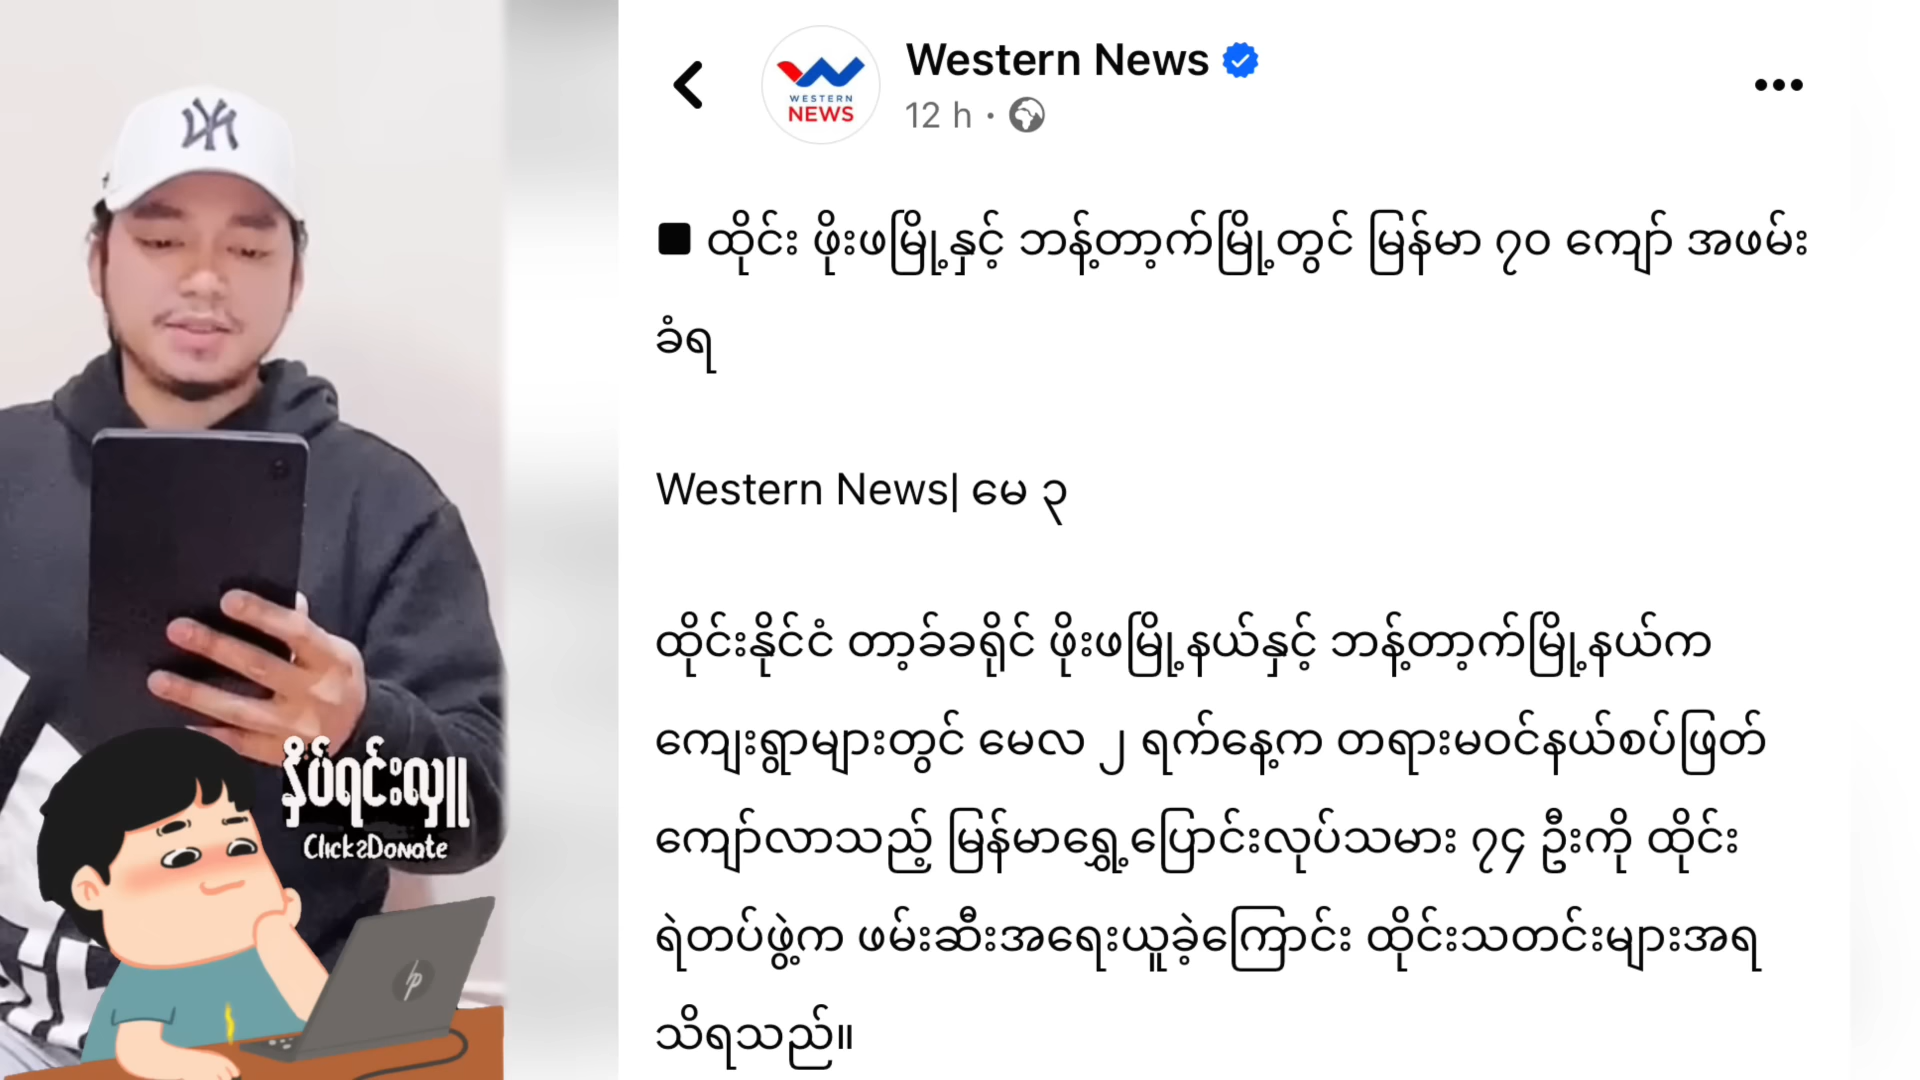 Western News
12 h
WESTERN
NEWS
■ ထိုင်း ဖိုးဖမြို့နှင့် ဘန့်တာ့က်မြို့တွင် မြန်မာ ၇၀ ကျော် အဖမ်း
ခံရ
Western News| မေ ၃
ထိုင်းနိုင်ငံ တာ့ခ်ခရိုင် ဖိုးဖမြို့နယ်နှင့် ဘန့်တာ့က်မြို့နယ်က
ကျေးရွာများတွင် မေလ ၂ ရက်နေ့က တရားမဝင်နယ်စပ်ဖြတ်
ကျော်လာသည့် မြန်မာရွှေ့ပြောင်းလုပ်သမား ၇၄ ဦးကို ထိုင်း
ရဲတပ်ဖွဲ့က ဖမ်းဆီးအရေးယူခဲ့ကြောင်း ထိုင်းသတင်းများအရ
သိရသည်။
နှိပ်ရင်းလှူ
Click2Donate
hp
NY